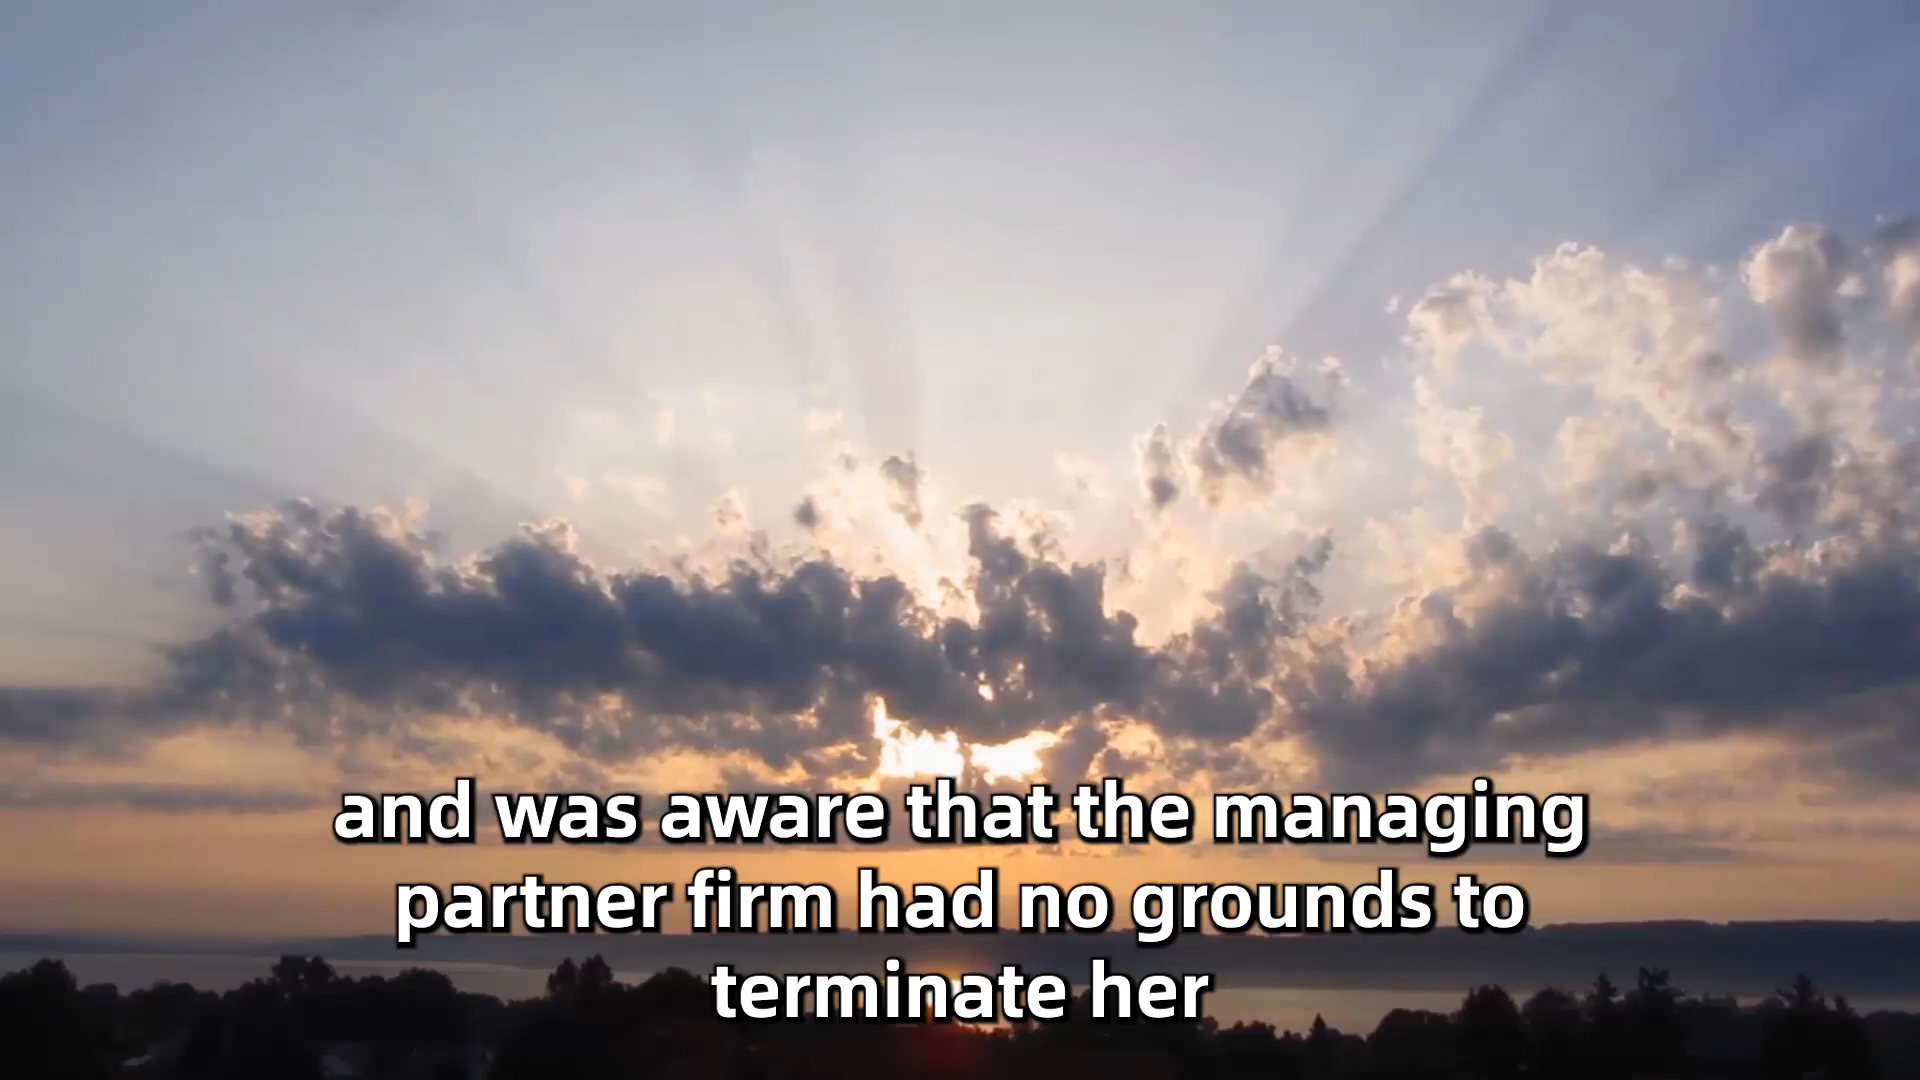 and was aware that the managing
partner firm had no grounds to
terminate her